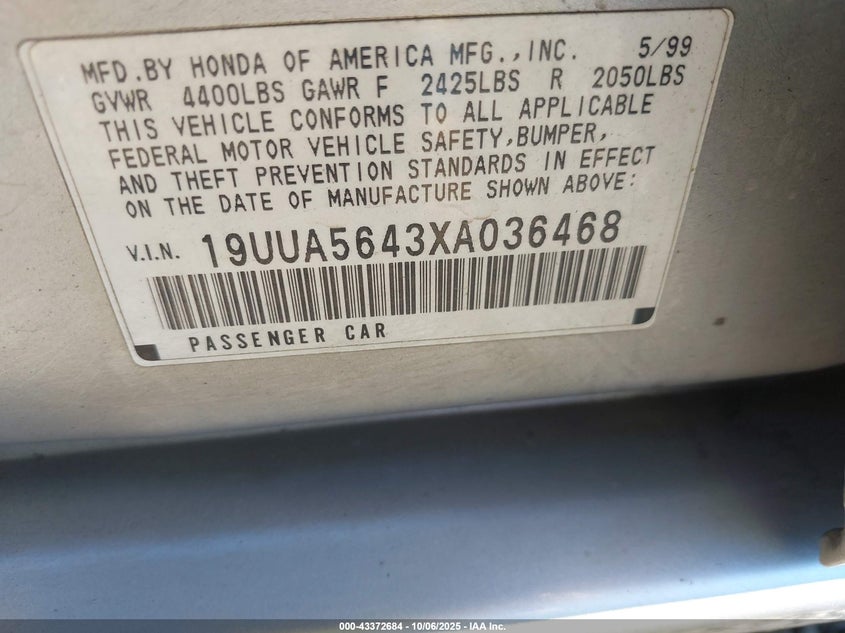 MFD.BY HONDA OF AMERICA MFG.,INC. 5/99
GVWR 4400LBS GAWR F 2425LBS R 2050LBS
THIS VEHICLE CONFORMS TO ALL APPLICABLE
FEDERAL MOTOR VEHICLE SAFETY,BUMPER,
AND THEFT PREVENTION STANDARDS IN EFFECT
ON THE DATE OF MANUFACTURE SHOWN ABOVE:
V.I.N. 19UUA5643XA036468
PASSENGER CAR
000-43372684 - 10/06/2025 - IAA Inc.